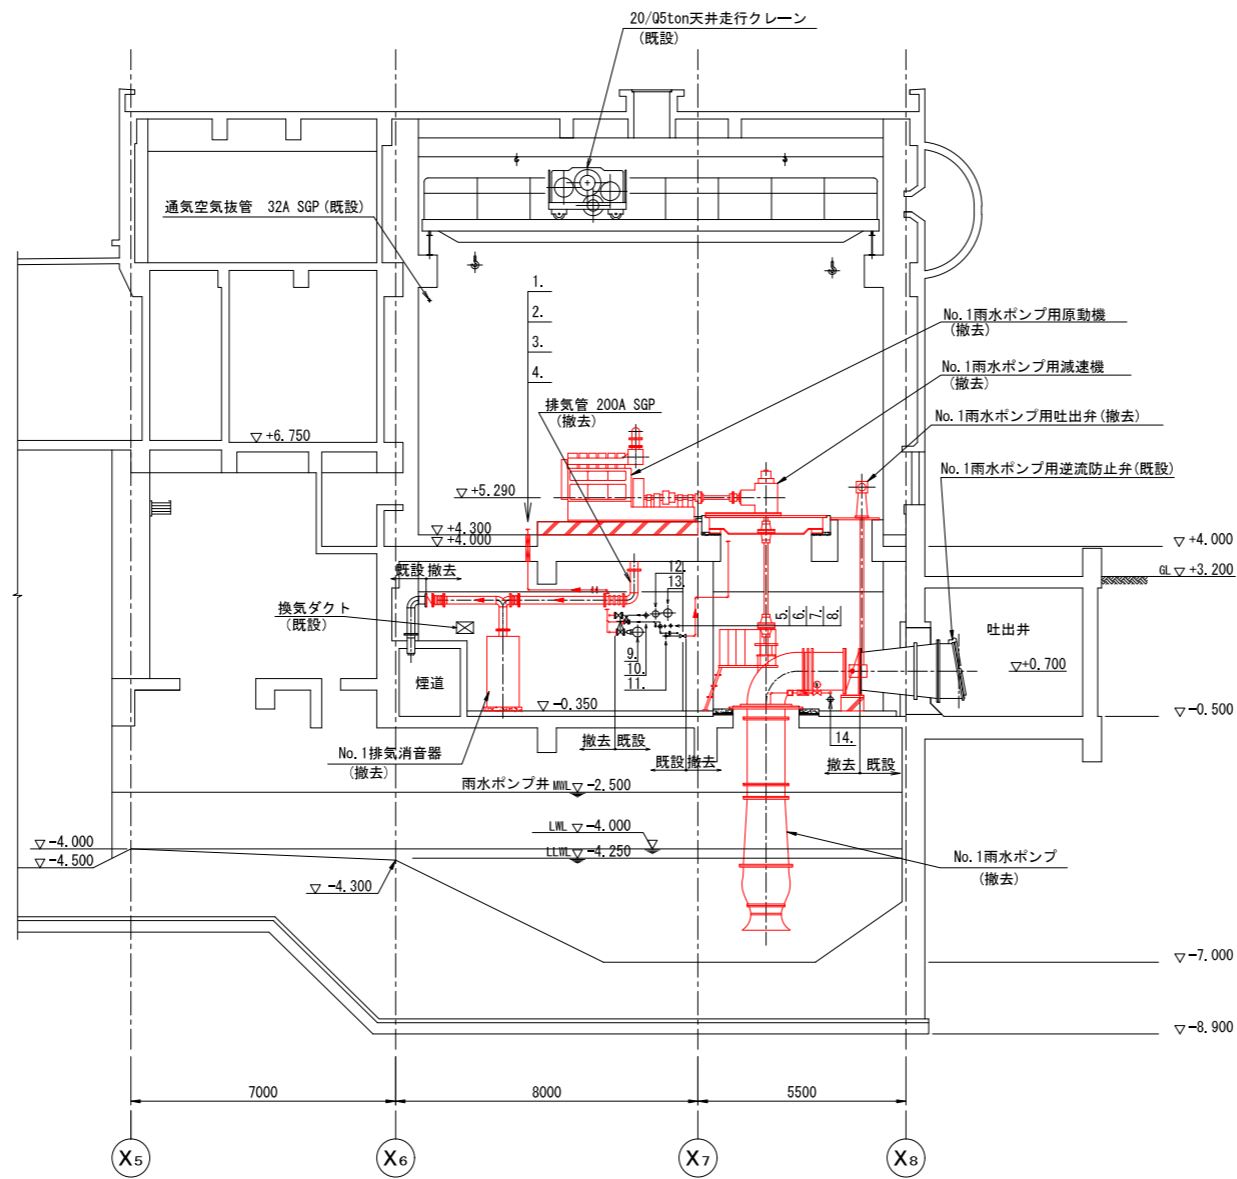 20/05ton天井走行クレーン
(既設)
通気空気抜管 32A SGP(既設)
1.
2.
3.
4.
No.1雨水ポンプ用原動機
(撤去)
No.1雨水ポンプ用減速機
(撤去)
排気管 200A SGP
(撤去)
No.1雨水ポンプ用吐出弁(撤去)
▽+6.750
No.1雨水ポンプ用逆流防止弁(既設)
▽+5.290
▽+4.300
▽+4.000
▽+4.000
GL▽+3.200
既設 撤去
12.
13.
換気ダクト
(既設)
5.
6.
7.
8.
吐出井
9.
10.
11.
▽+0.700
煙道
▽-0.350
▽-0.500
14.
No.1排気消音器
(撤去)
撤去 既設
既設 撤去
撤去 既設
雨水ポンプ井
MWL▽-2.500
LWL▽-4.000
▽-4.000
LLWL▽-4.250
▽-4.500
▽-4.300
No.1雨水ポンプ
(撤去)
▽-7.000
▽-8.900
7000
8000
5500
X5
X6
X7
X8